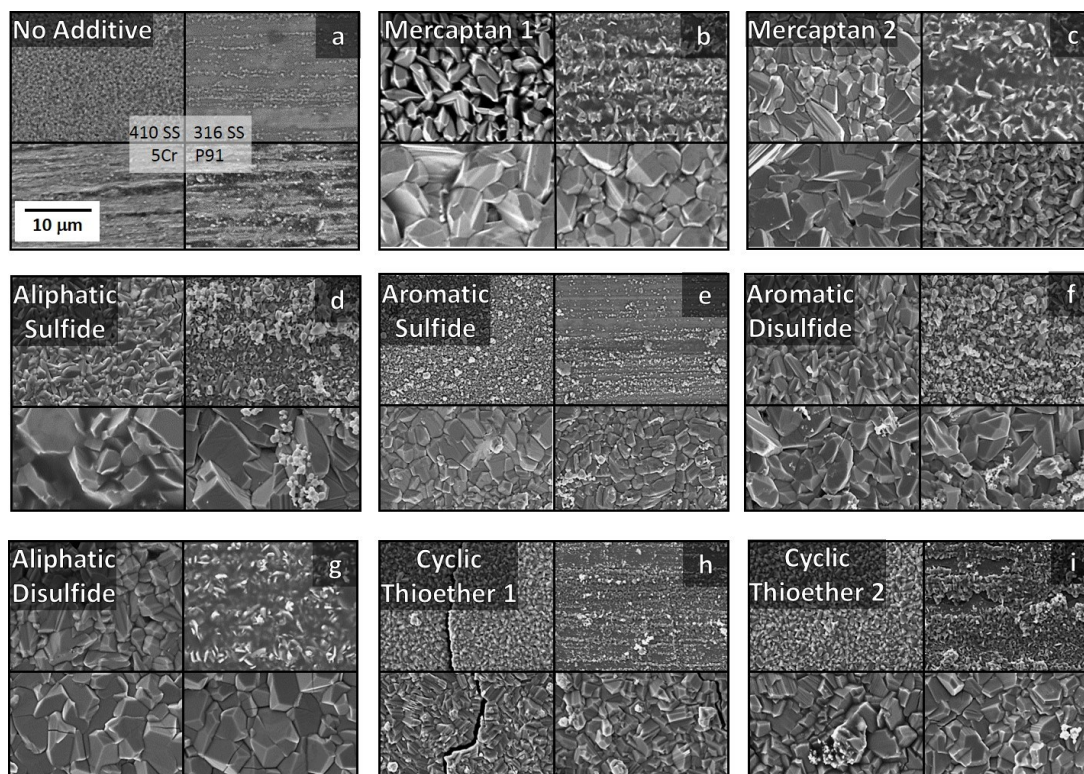 No Additive
a
410 SS
316 SS
5Cr
P91
10 µm
Mercaptan 1
b
Mercaptan 2
c
Aliphatic
Sulfide
d
Aromatic
Sulfide
e
Aromatic
Disulfide
f
Aliphatic
Disulfide
g
Cyclic
Thioether 1
h
Cyclic
Thioether 2
i